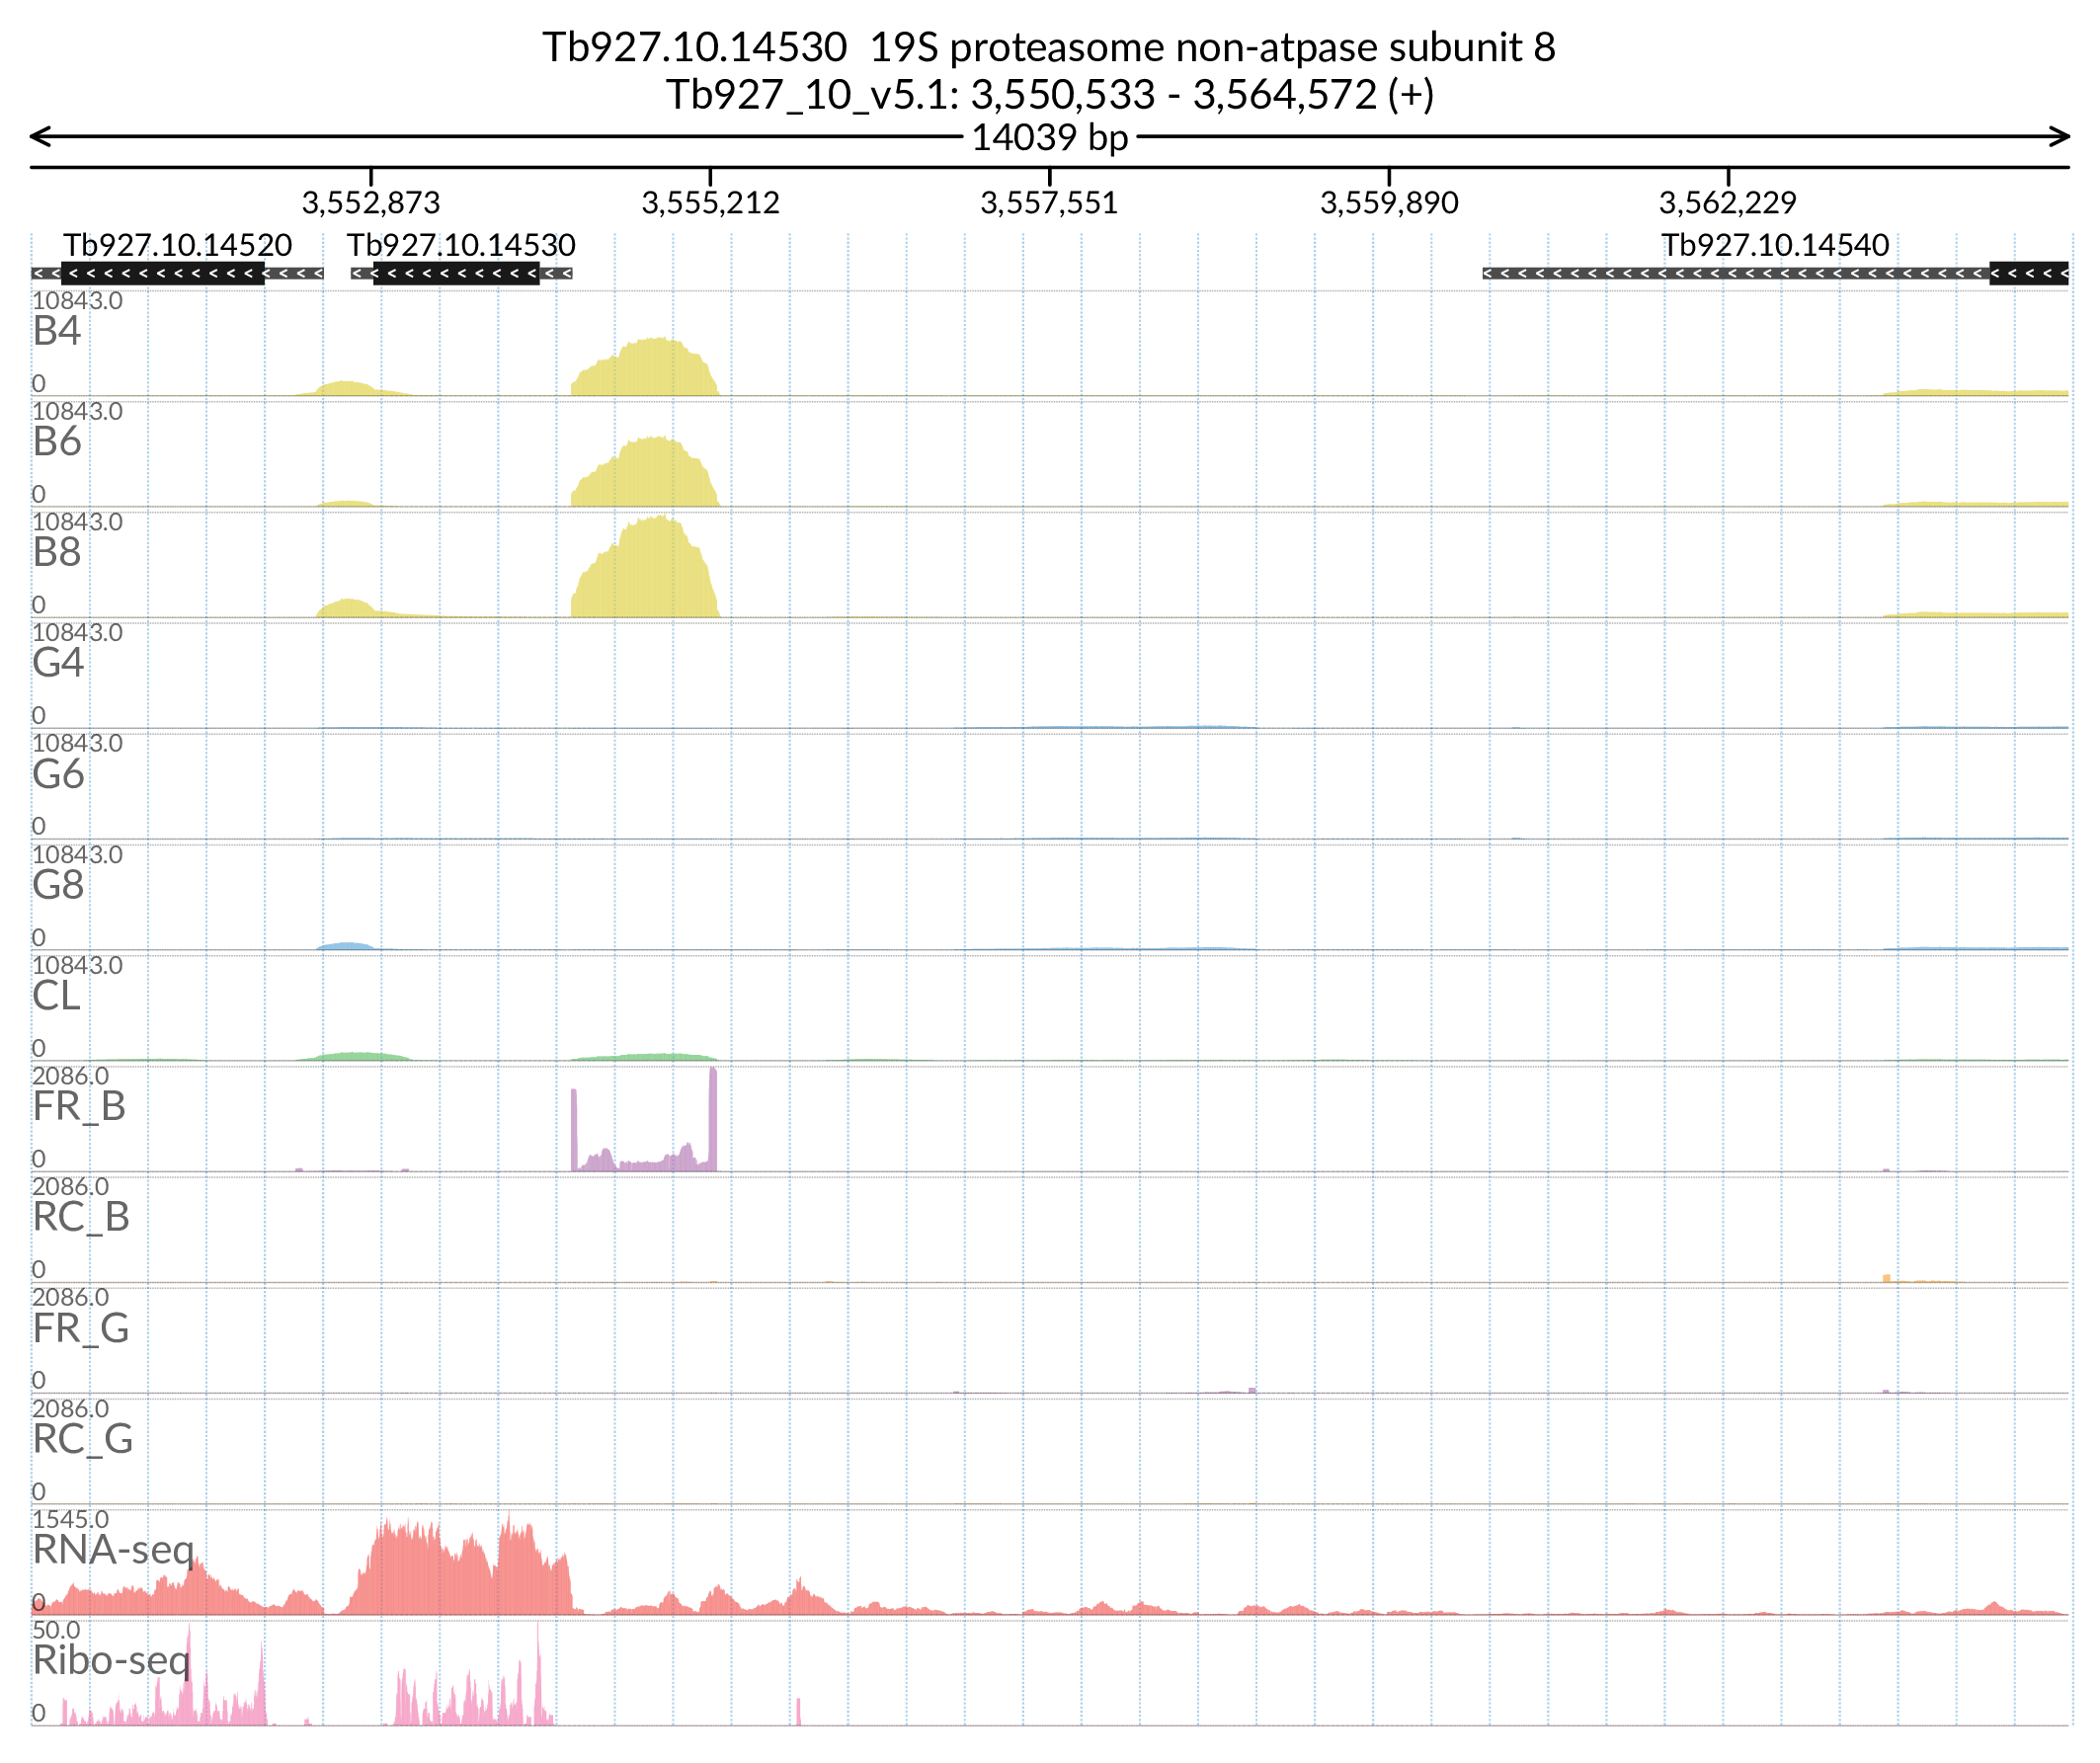 Tb927.10.14530  19S proteasome non-atpase subunit 8
Tb927_10_v5.1: 3,550,533 - 3,564,572 (+)
14039 bp
3,552,873 3,555,212 3,557,551 3,559,890 3,562,229
Tb927.10.14520 Tb927.10.14530 Tb927.10.14540
10843.0
B4
0
10843.0
B6
0
10843.0
B8
0
10843.0
G4
0
10843.0
G6
0
10843.0
G8
0
10843.0
CL
0
2086.0
FR_B
0
2086.0
RC_B
0
2086.0
FR_G
0
2086.0
RC_G
0
1545.0
RNA-seq
0
50.0
Ribo-seq
0